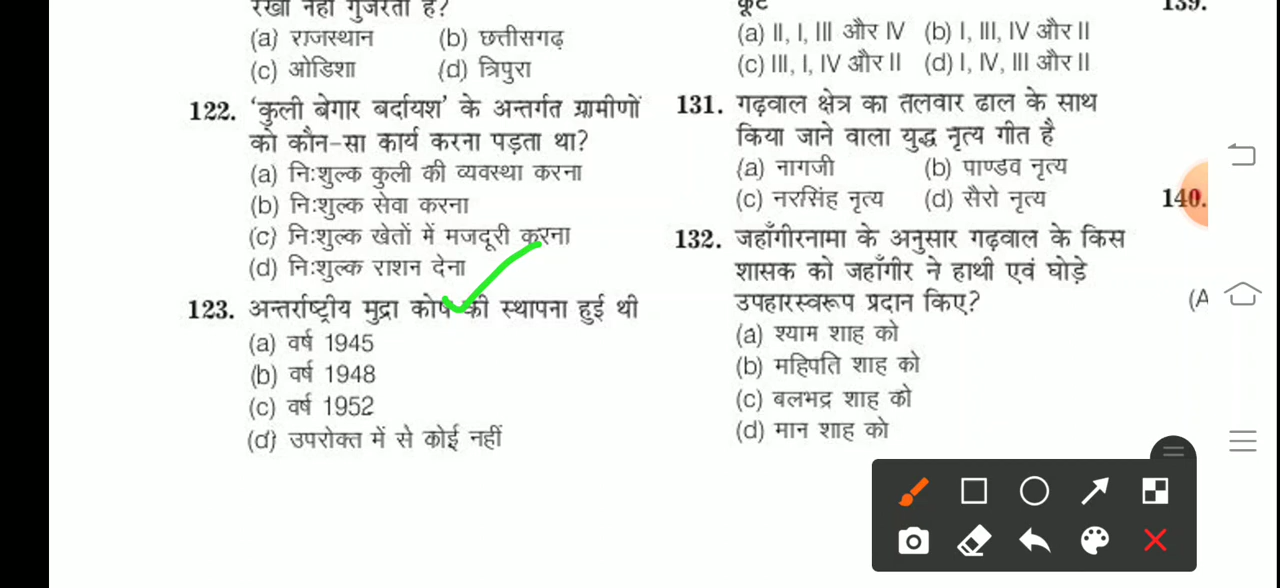 रेखा नहीं गुजरती है?
(a) राजस्थान (b) छत्तीसगढ़
(c) ओडिशा (d) त्रिपुरा
122. 'कुली बेगार बर्दायश' के अन्तर्गत ग्रामीणों
को कौन-सा कार्य करना पड़ता था?
(a) निःशुल्क कुली की व्यवस्था करना
(b) निःशुल्क सेवा करना
(c) निःशुल्क खेतों में मजदूरी करना
(d) निःशुल्क राशन देना
123. अन्तर्राष्ट्रीय मुद्रा कोष की स्थापना हुई थी
(a) वर्ष 1945
(b) वर्ष 1948
(c) वर्ष 1952
(d) उपरोक्त में से कोई नहीं
कूट
(a) II, I, III और IV (b) I, III, IV और II
(c) III, I, IV और II (d) I, IV, III और II
131. गढ़वाल क्षेत्र का तलवार ढाल के साथ
किया जाने वाला युद्ध नृत्य गीत है
(a) नागजी (b) पाण्डव नृत्य
(c) नरसिंह नृत्य (d) सैरो नृत्य
132. जहाँगीरनामा के अनुसार गढ़वाल के किस
शासक को जहाँगीर ने हाथी एवं घोड़े
उपहारस्वरूप प्रदान किए?
(a) श्याम शाह को
(b) महिपति शाह को
(c) बलभद्र शाह को
(d) मान शाह को
139.
140.
(A